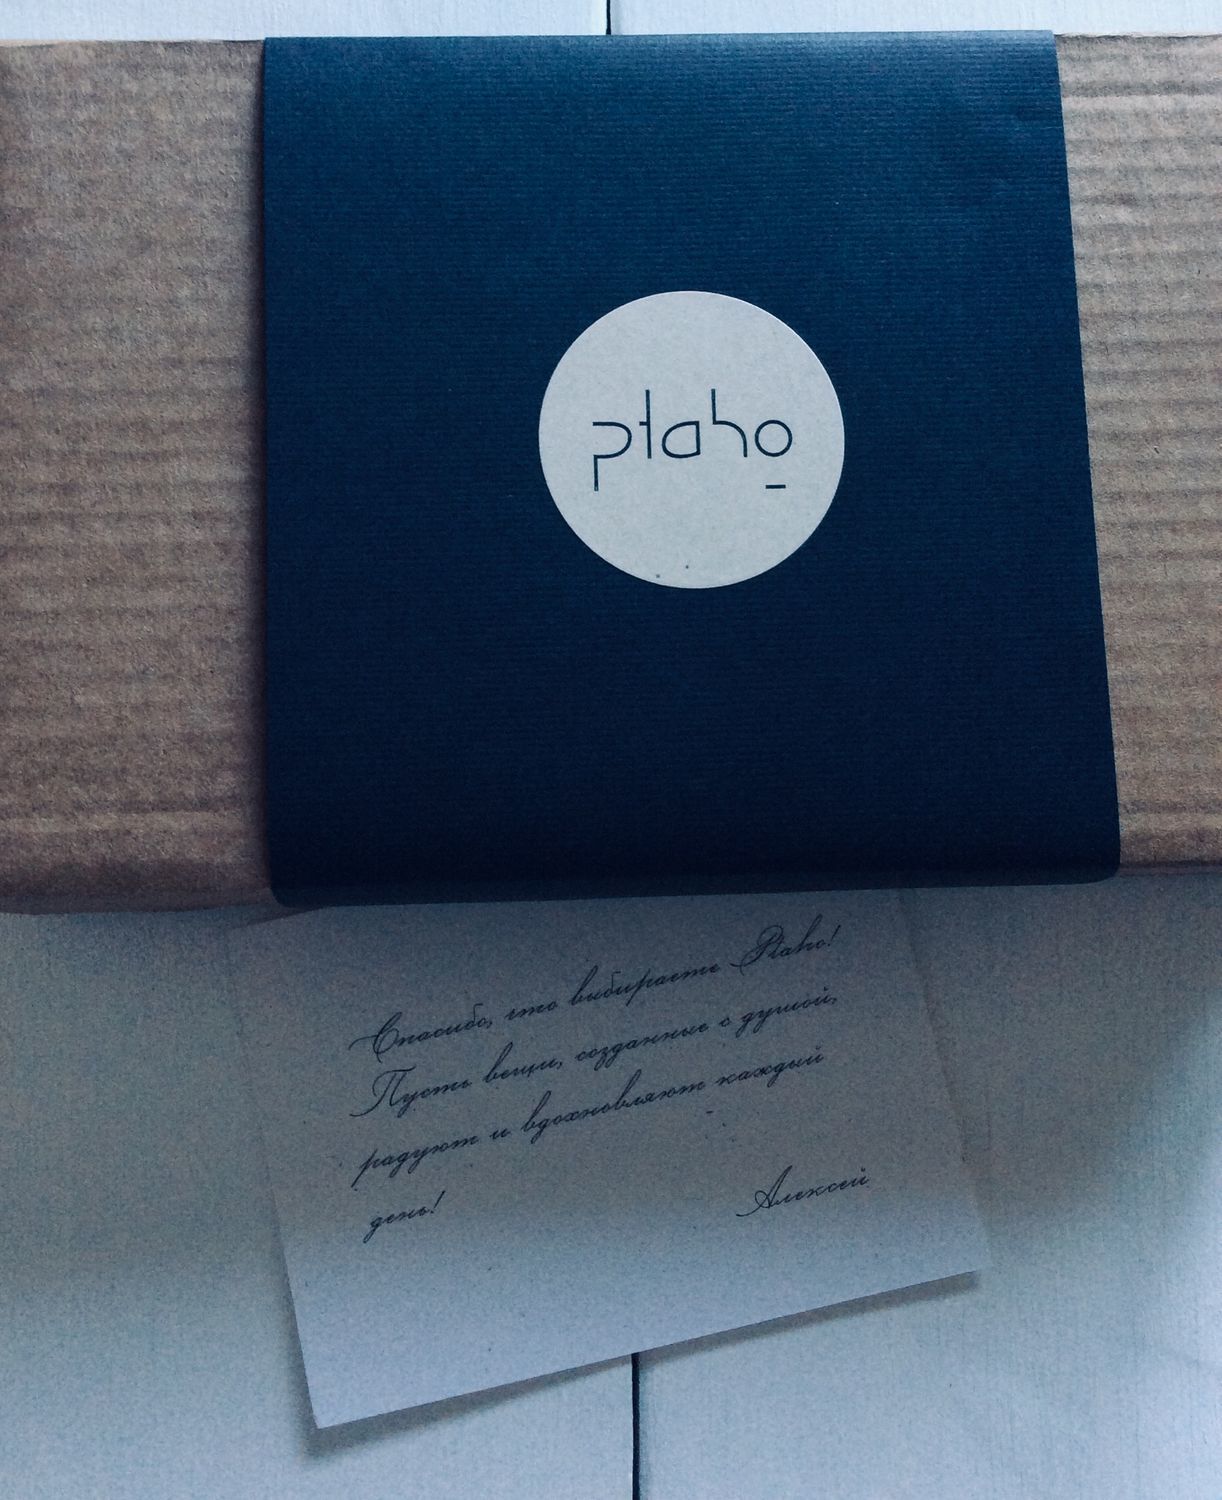 ptaho
Спасибо, что выбираете Ptaho!
Пусть вещи, созданные с душой,
радуют и вдохновляют каждый
день! Алексей